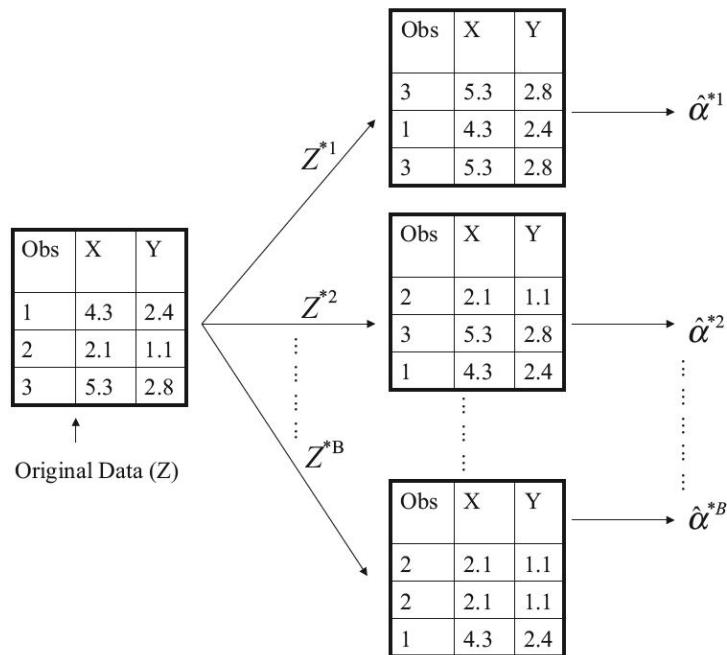 Obs X Y
3 5.3 2.8
1 4.3 2.4
3 5.3 2.8
α̂*1
Z*1
Obs X Y
1 4.3 2.4
2 2.1 1.1
3 5.3 2.8
Original Data (Z)
Z*2
Obs X Y
2 2.1 1.1
3 5.3 2.8
1 4.3 2.4
α̂*2
Z*B
Obs X Y
2 2.1 1.1
2 2.1 1.1
1 4.3 2.4
α̂*B